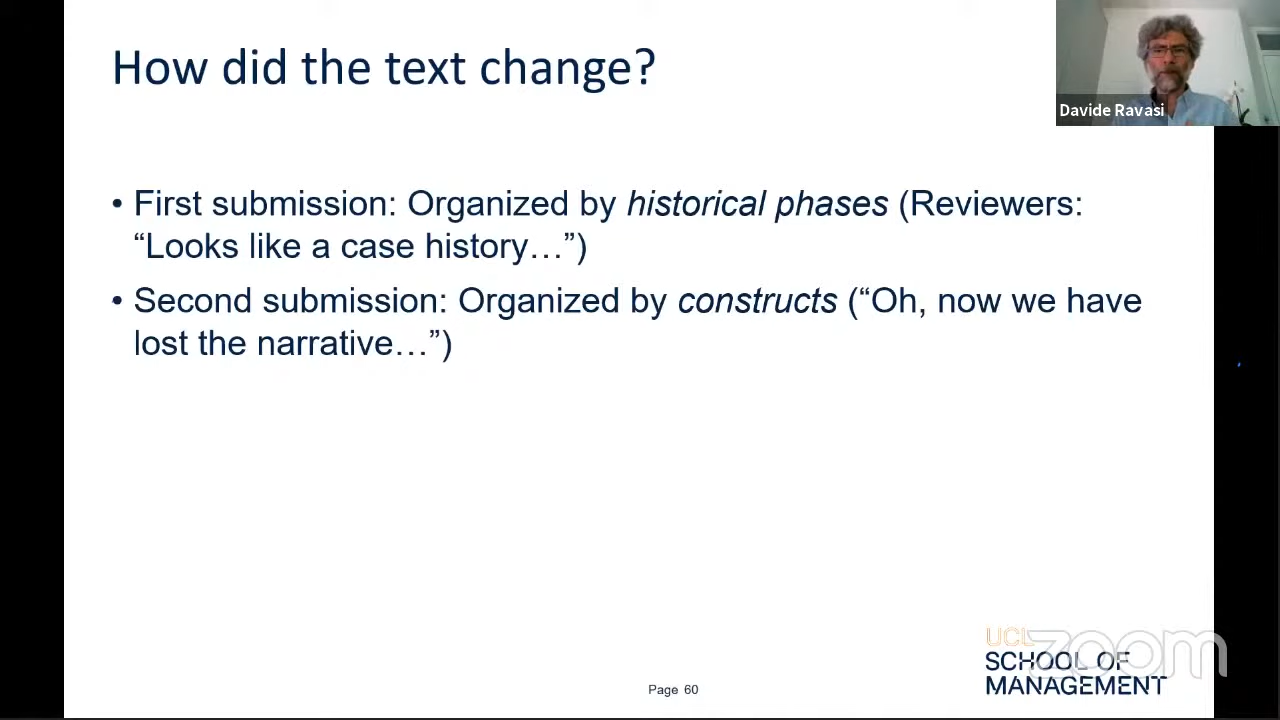 How did the text change?
Davide Ravasi
• First submission: Organized by historical phases (Reviewers:
“Looks like a case history…”)
• Second submission: Organized by constructs (“Oh, now we have
lost the narrative…”)
UCL
zoom
SCHOOL OF
MANAGEMENT
Page 60